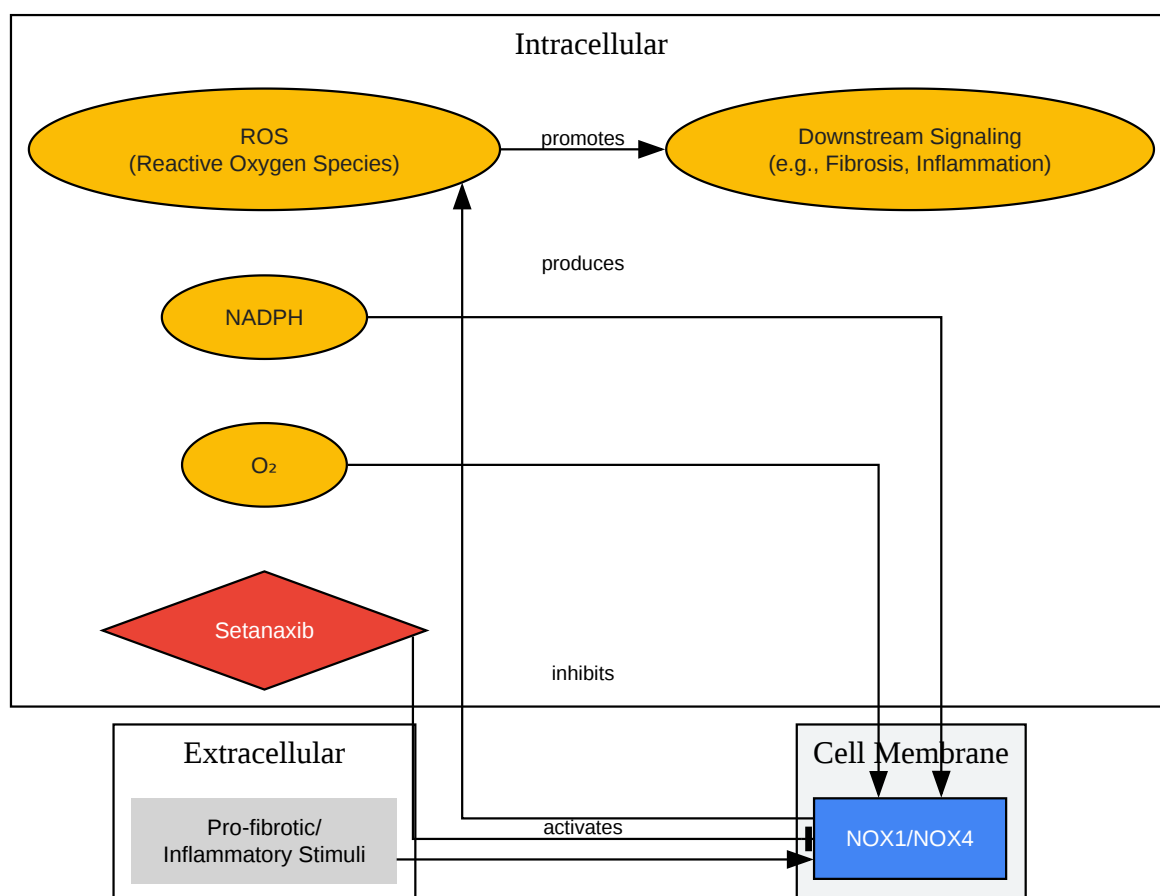 Intracellular
ROS
(Reactive Oxygen Species)
promotes
Downstream Signaling
(e.g., Fibrosis, Inflammation)
produces
NADPH
O₂
Setanaxib
inhibits
Extracellular
Cell Membrane
Pro-fibrotic/
Inflammatory Stimuli
activates
NOX1/NOX4